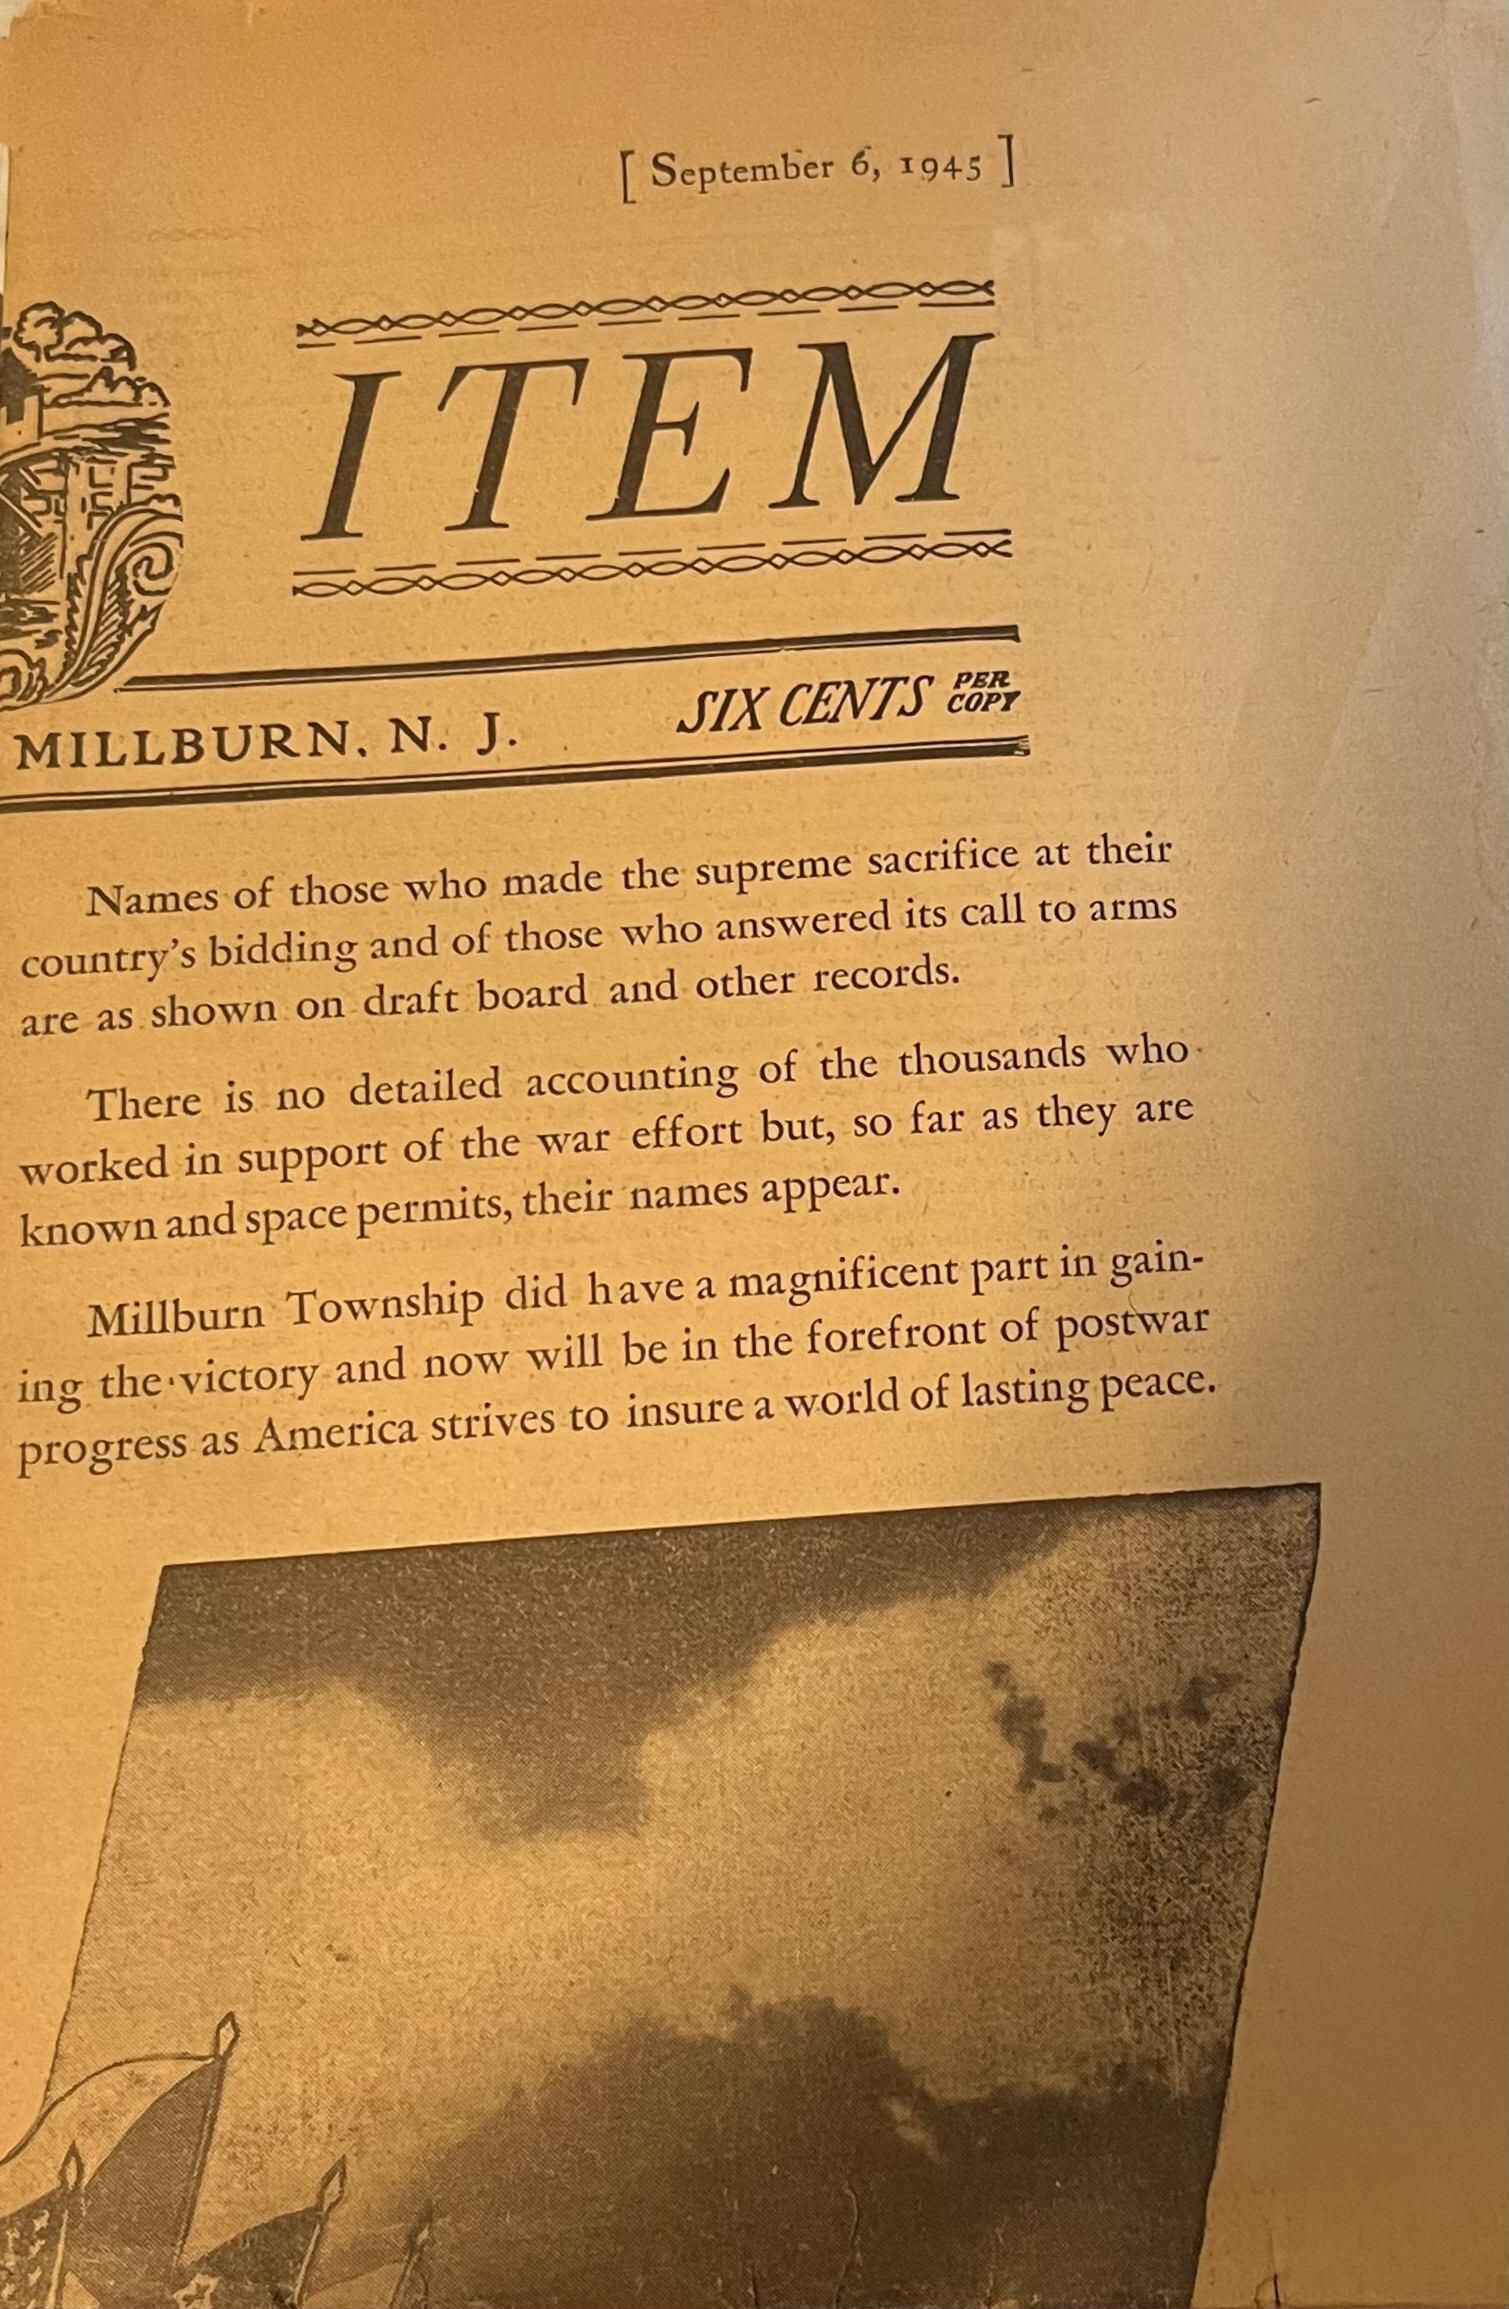 [ September 6, 1945 ]
ITEM
MILLBURN, N. J. SIX CENTS PER COPY
Names of those who made the supreme sacrifice at their
country's bidding and of those who answered its call to arms
are as shown on draft board and other records.
There is no detailed accounting of the thousands who
worked in support of the war effort but, so far as they are
known and space permits, their names appear.
Millburn Township did have a magnificent part in gain-
ing the victory and now will be in the forefront of postwar
progress as America strives to insure a world of lasting peace.